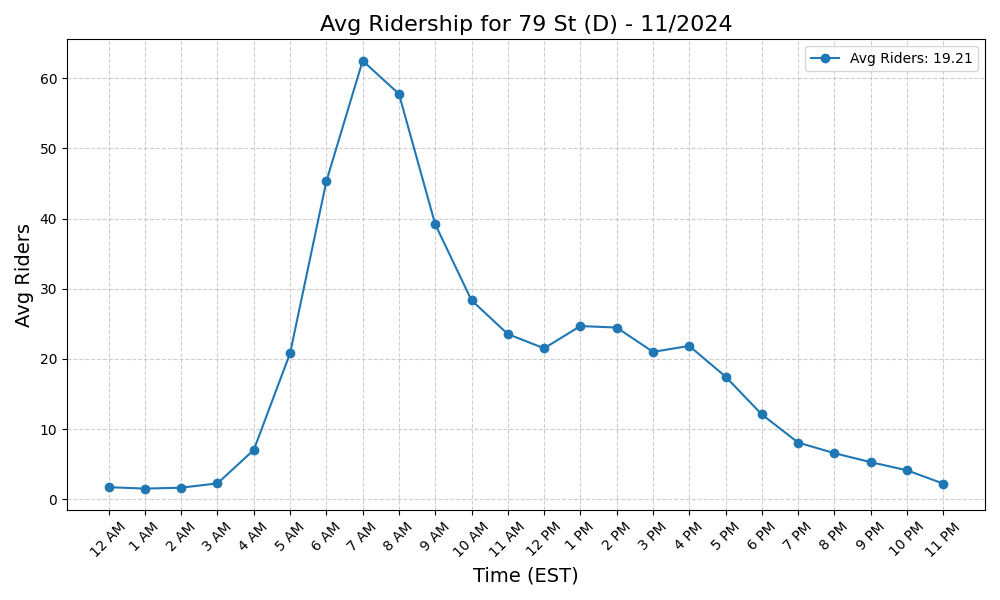 Avg Ridership for 79 St (D) - 11/2024
Avg Riders: 19.21
Avg Riders
60
50
40
30
20
10
0
12 AM
1 AM
2 AM
3 AM
4 AM
5 AM
6 AM
7 AM
8 AM
9 AM
10 AM
11 AM
12 PM
1 PM
2 PM
3 PM
4 PM
5 PM
6 PM
7 PM
8 PM
9 PM
10 PM
11 PM
Time (EST)